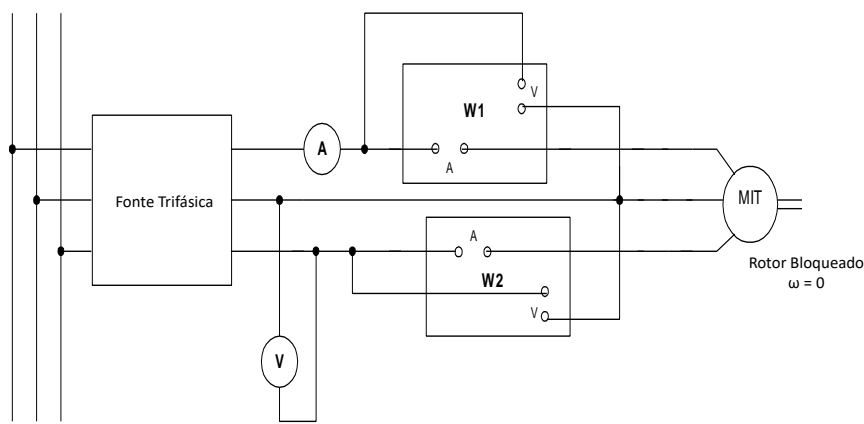 V
W1
A
A
Fonte Trifásica
MIT
A
W2
V
Rotor Bloqueado
ω = 0
V